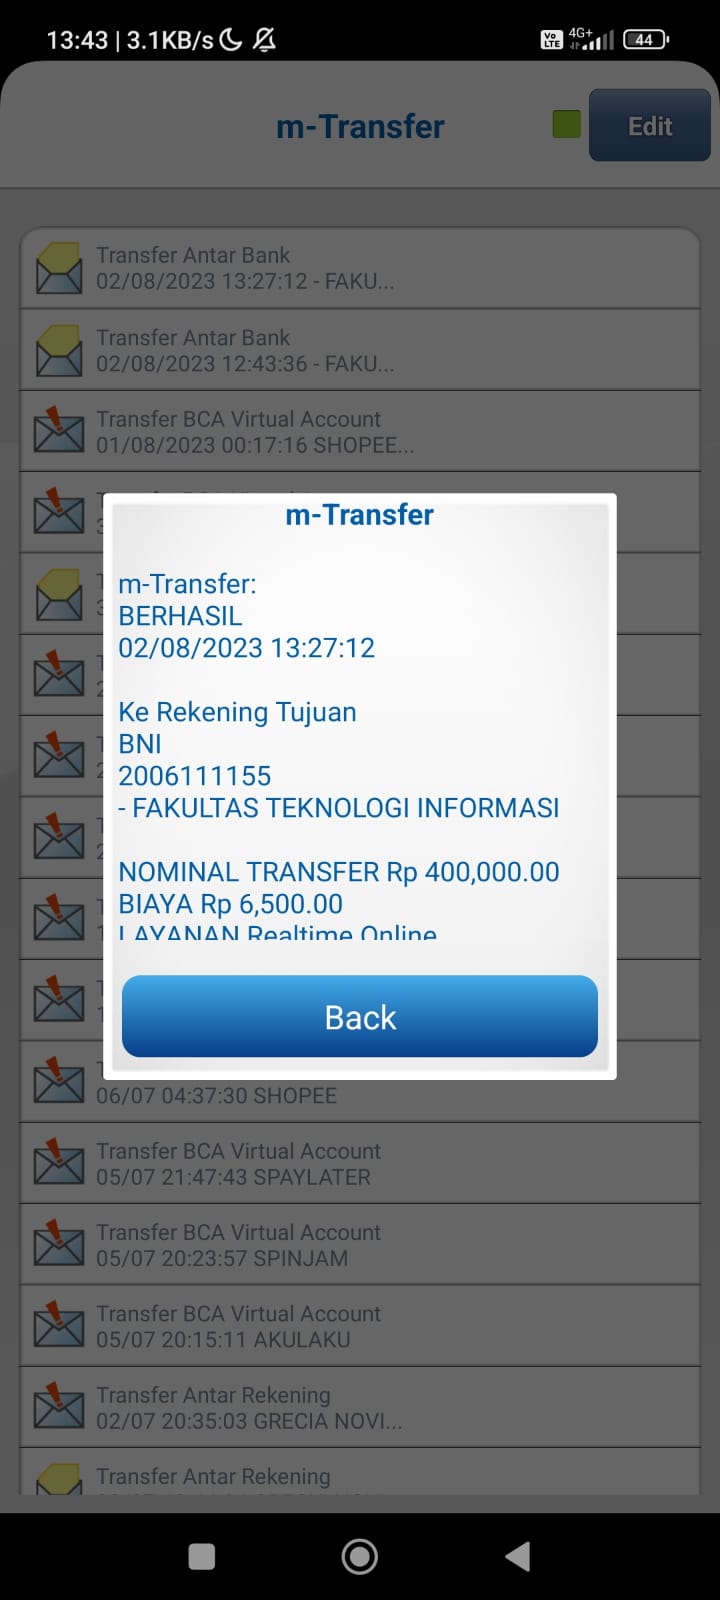 13:43 | 3.1KB/s
Vo LTE 4G+ 44
m-Transfer
Edit
Transfer Antar Bank
02/08/2023 13:27:12 - FAKU...
Transfer Antar Bank
02/08/2023 12:43:36 - FAKU...
Transfer BCA Virtual Account
01/08/2023 00:17:16 SHOPEE...
m-Transfer
m-Transfer:
BERHASIL
02/08/2023 13:27:12
Ke Rekening Tujuan
BNI
2006111155
- FAKULTAS TEKNOLOGI INFORMASI
NOMINAL TRANSFER Rp 400,000.00
BIAYA Rp 6,500.00
LAYANAN Realtime Online
Back
06/07 04:37:30 SHOPEE
Transfer BCA Virtual Account
05/07 21:47:43 SPAYLATER
Transfer BCA Virtual Account
05/07 20:23:57 SPINJAM
Transfer BCA Virtual Account
05/07 20:15:11 AKULAKU
Transfer Antar Rekening
02/07 20:35:03 GRECIA NOVI...
Transfer Antar Rekening